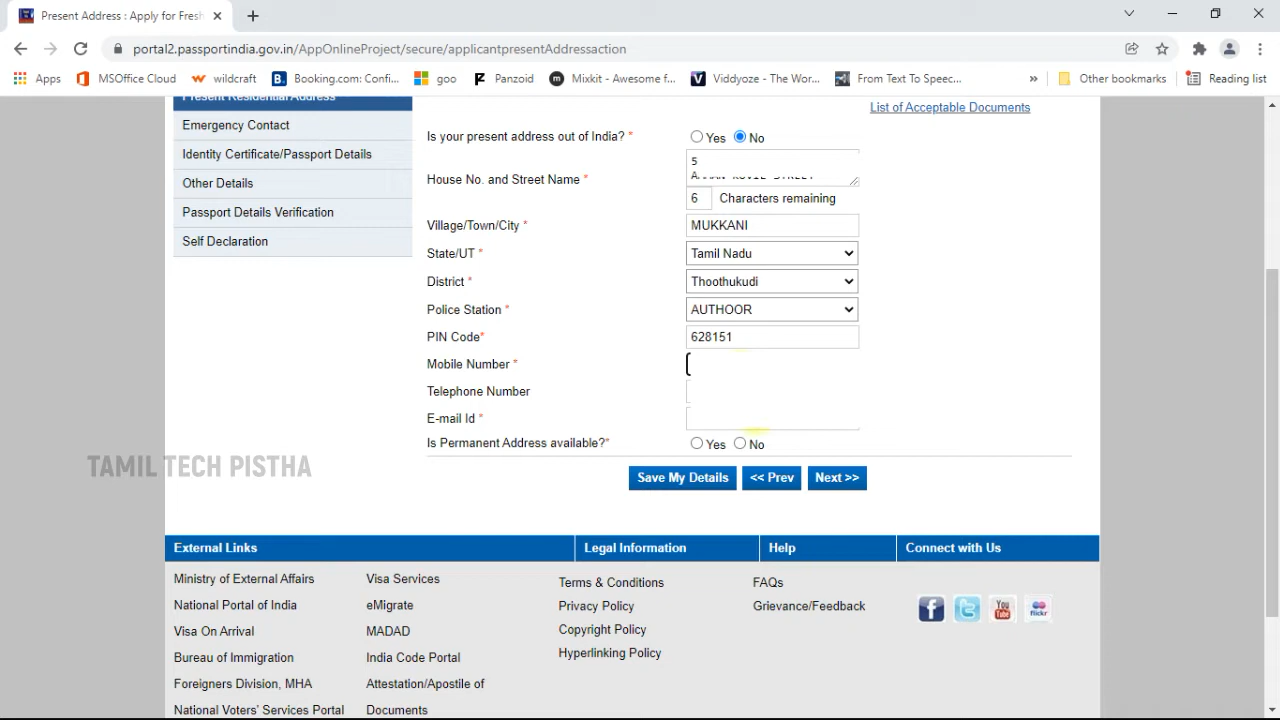 Present Address : Apply for Fresh
portal2.passportindia.gov.in/AppOnlineProject/secure/applicantpresentAddressaction
Apps MSOffice Cloud wildcraft Booking.com: Confi... goo Panzoid Mixkit - Awesome f... Viddyoze - The Wor... From Text To Speec... » Other bookmarks Reading list
Present Residential Address
List of Acceptable Documents
Emergency Contact
Is your present address out of India? * Yes No
Identity Certificate/Passport Details
5
House No. and Street Name *
STREET
Other Details
6 Characters remaining
Passport Details Verification
Village/Town/City * MUKKANI
Self Declaration
State/UT * Tamil Nadu
District * Thoothukudi
Police Station * AUTHOOR
PIN Code* 628151
Mobile Number *
Telephone Number
E-mail Id *
Is Permanent Address available?* Yes No
TAMIL TECH PISTHA
Save My Details << Prev Next >>
External Links Legal Information Help Connect with Us
Ministry of External Affairs Visa Services Terms & Conditions FAQs
National Portal of India eMigrate Privacy Policy Grievance/Feedback
Visa On Arrival MADAD Copyright Policy
Bureau of Immigration India Code Portal Hyperlinking Policy
Foreigners Division, MHA Attestation/Apostile of
National Voters' Services Portal Documents